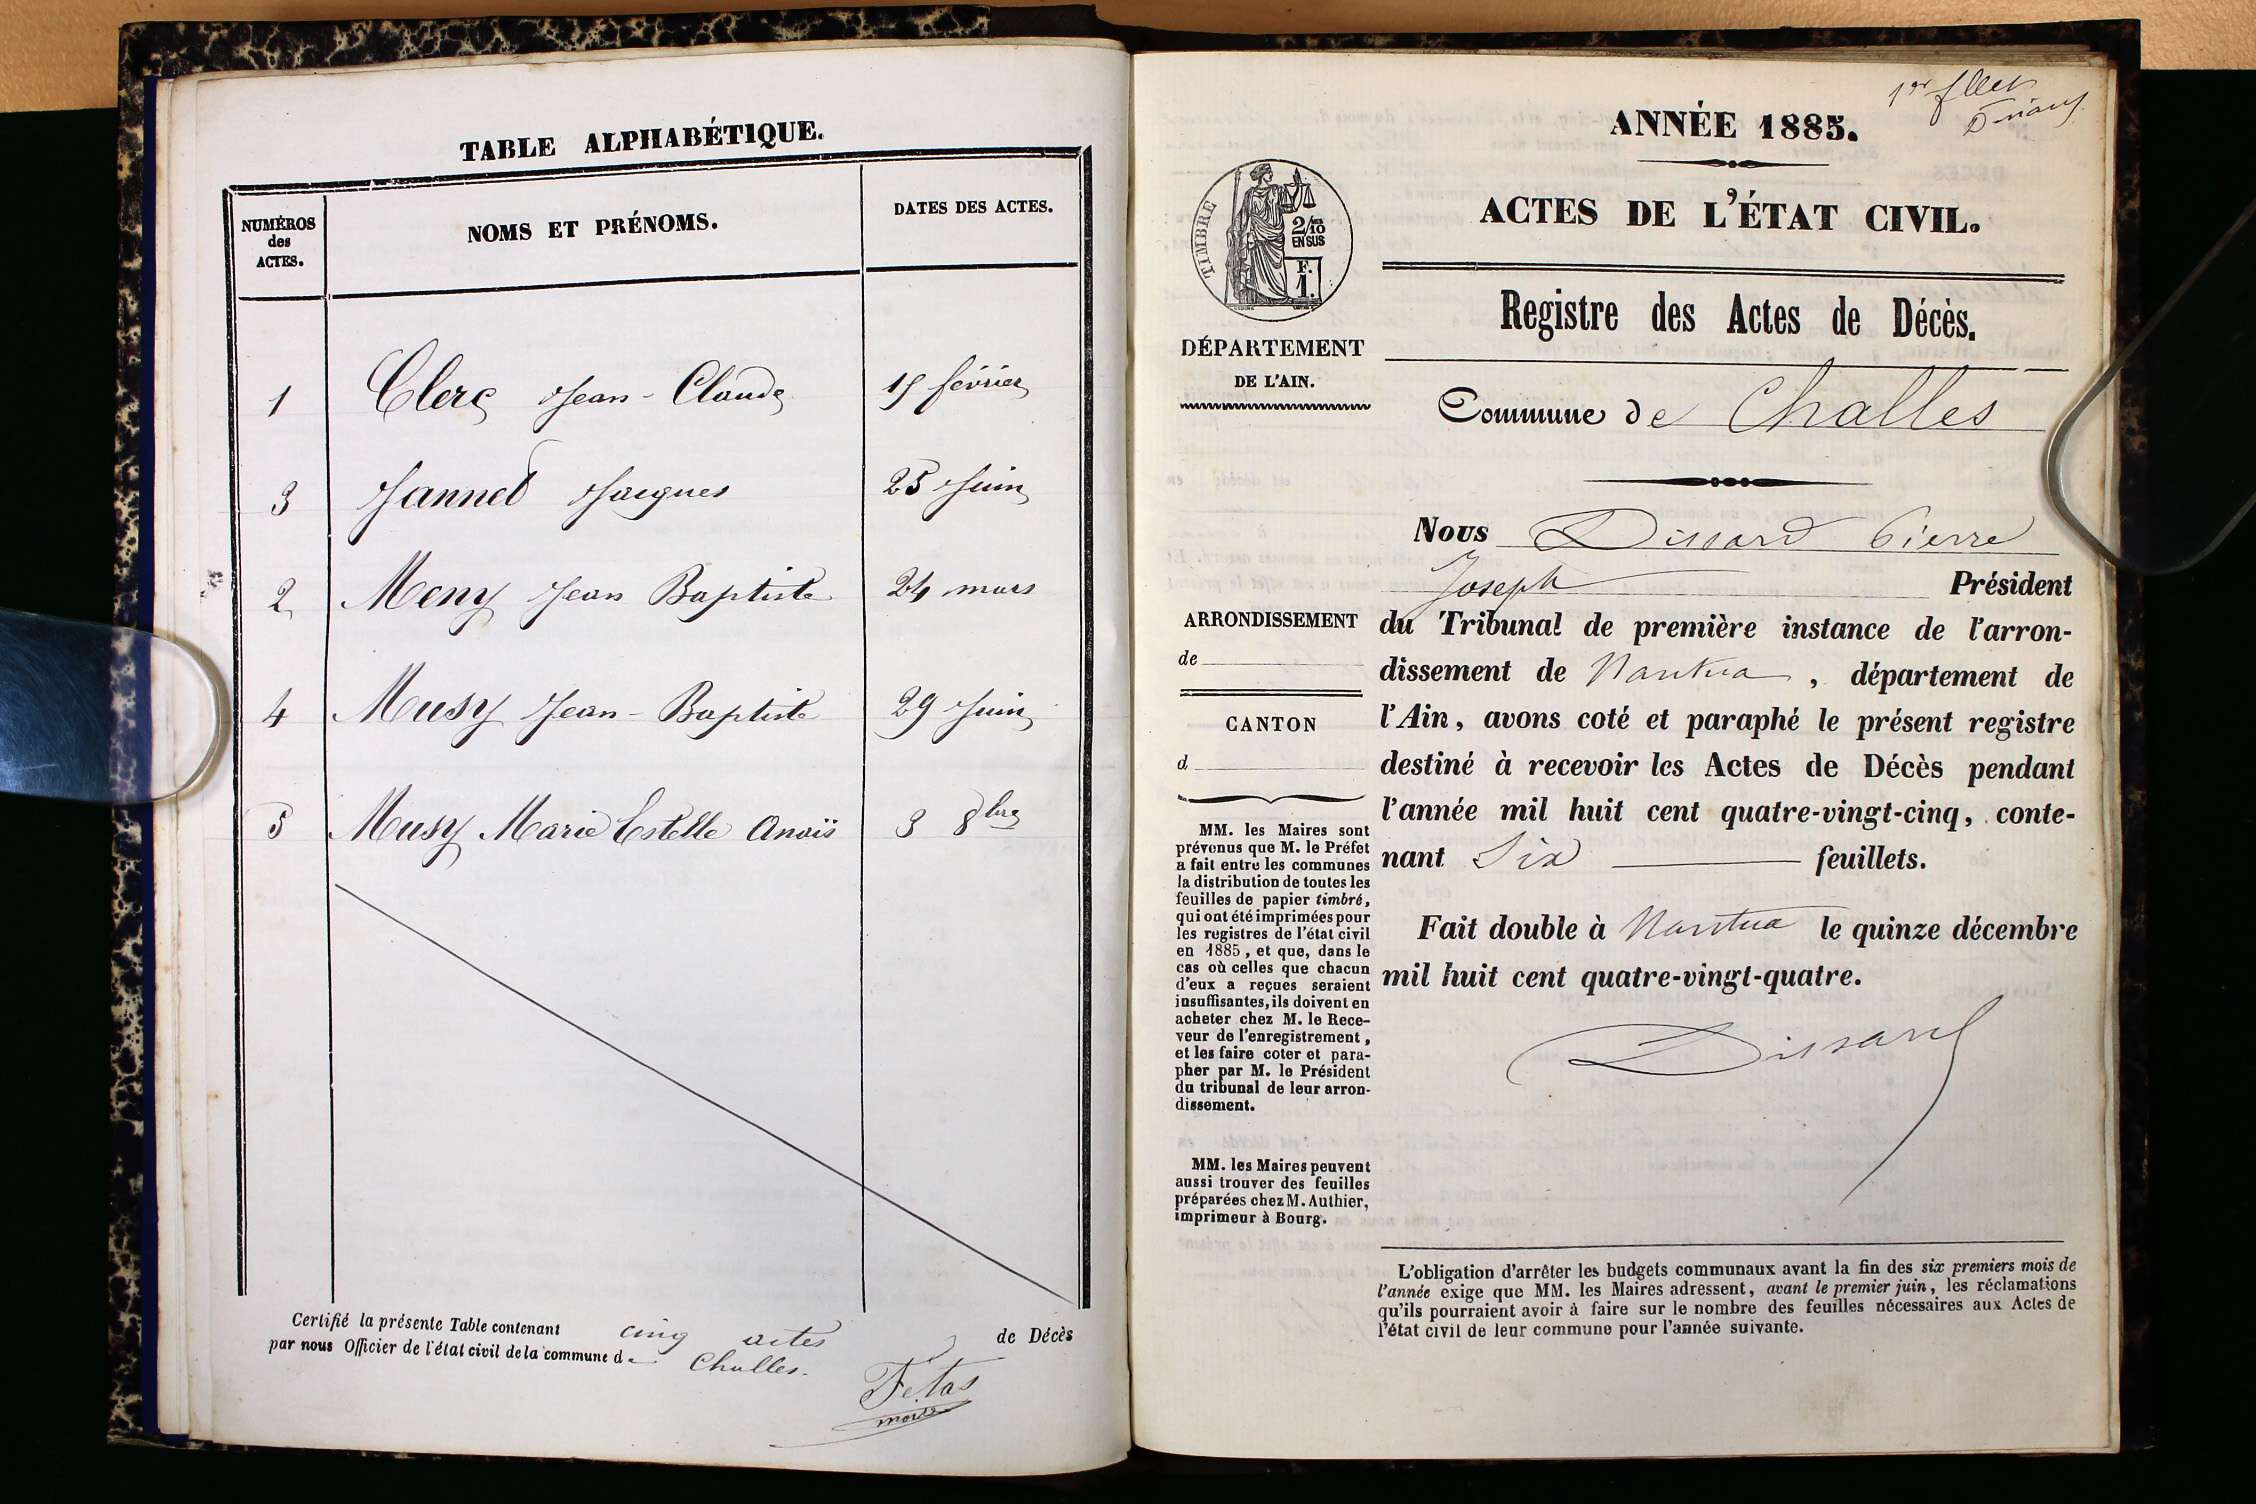 TABLE ALPHABÉTIQUE.
NUMÉROS
des
ACTES.
NOMS ET PRÉNOMS.
DATES DES ACTES.
1 Clerc Jean-Claude 15 février
3 Jannet Jacques 25 Juin
2 Meny Jean Baptiste 24 mars
4 Musy Jean-Baptiste 29 Juin
5 Musy Marie Estelle Anaïs 3 8bre
Certifié la présente Table contenant cinq actes de Décès
par nous Officier de l'état civil de la commune de Challes.
Fétas
maire
1er fllet
ANNÉE 1885.
ACTES DE L'ÉTAT CIVIL.
TIMBRE
2/10
EN SUS
F.
1.
Registre des Actes de Décès.
DÉPARTEMENT
DE L'AIN.
Commune de Challes
Nous Dissard Pierre
Joseph Président
du Tribunal de première instance de l'arron-
dissement de Nantua, département de
l'Ain, avons coté et paraphé le présent registre
destiné à recevoir les Actes de Décès pendant
l'année mil huit cent quatre-vingt-cinq, conte-
nant Six feuillets.
Fait double à Nantua le quinze décembre
mil huit cent quatre-vingt-quatre.
Dissard
ARRONDISSEMENT
de
CANTON
d
MM. les Maires sont
prévenus que M. le Préfet
a fait entre les communes
la distribution de toutes les
feuilles de papier timbré,
qui ont été imprimées pour
les registres de l'état civil
en 1885, et que, dans le
cas où celles que chacun
d'eux a reçues seraient
insuffisantes, ils doivent en
acheter chez M. le Rece-
veur de l'enregistrement,
et les faire coter et para-
pher par M. le Président
du tribunal de leur arron-
dissement.
MM. les Maires peuvent
aussi trouver des feuilles
préparées chez M. Authier,
imprimeur à Bourg.
L'obligation d'arrêter les budgets communaux avant la fin des six premiers mois de
l'année exige que MM. les Maires adressent, avant le premier juin, les réclamations
qu'ils pourraient avoir à faire sur le nombre des feuilles nécessaires aux Actes de
l'état civil de leur commune pour l'année suivante.